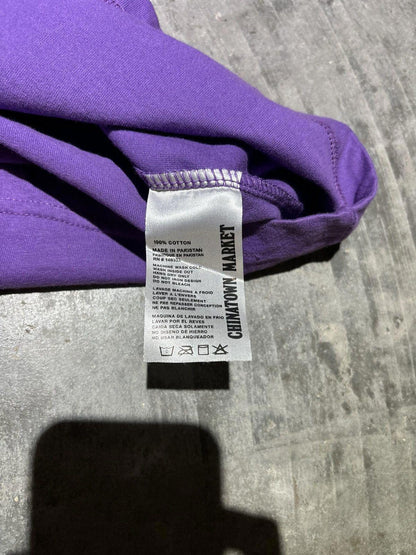 100% COTTON
MADE IN PAKISTAN
FABRIQUÉ EN PAKISTAN
MACHINE WASH COLD
WASH INSIDE OUT
HANG DRY ONLY
DO NOT IRON DESIGN
DO NOT BLEACH
LAVAGE MACHINE A FROID
LAVER A L'ENVERS
COUP SEC SEULEMENT
NE PAS REPASSER CONCEPTION
NE PAS BLANCHIR
MAQUINA DE LAVADO EN FRIO
LAVAR POR EL REVES
CAIDA SECA SOLAMENTE
NO DISENO DE HIERRO
NO USAR BLANQUEADOR
CHINATOWN MARKET